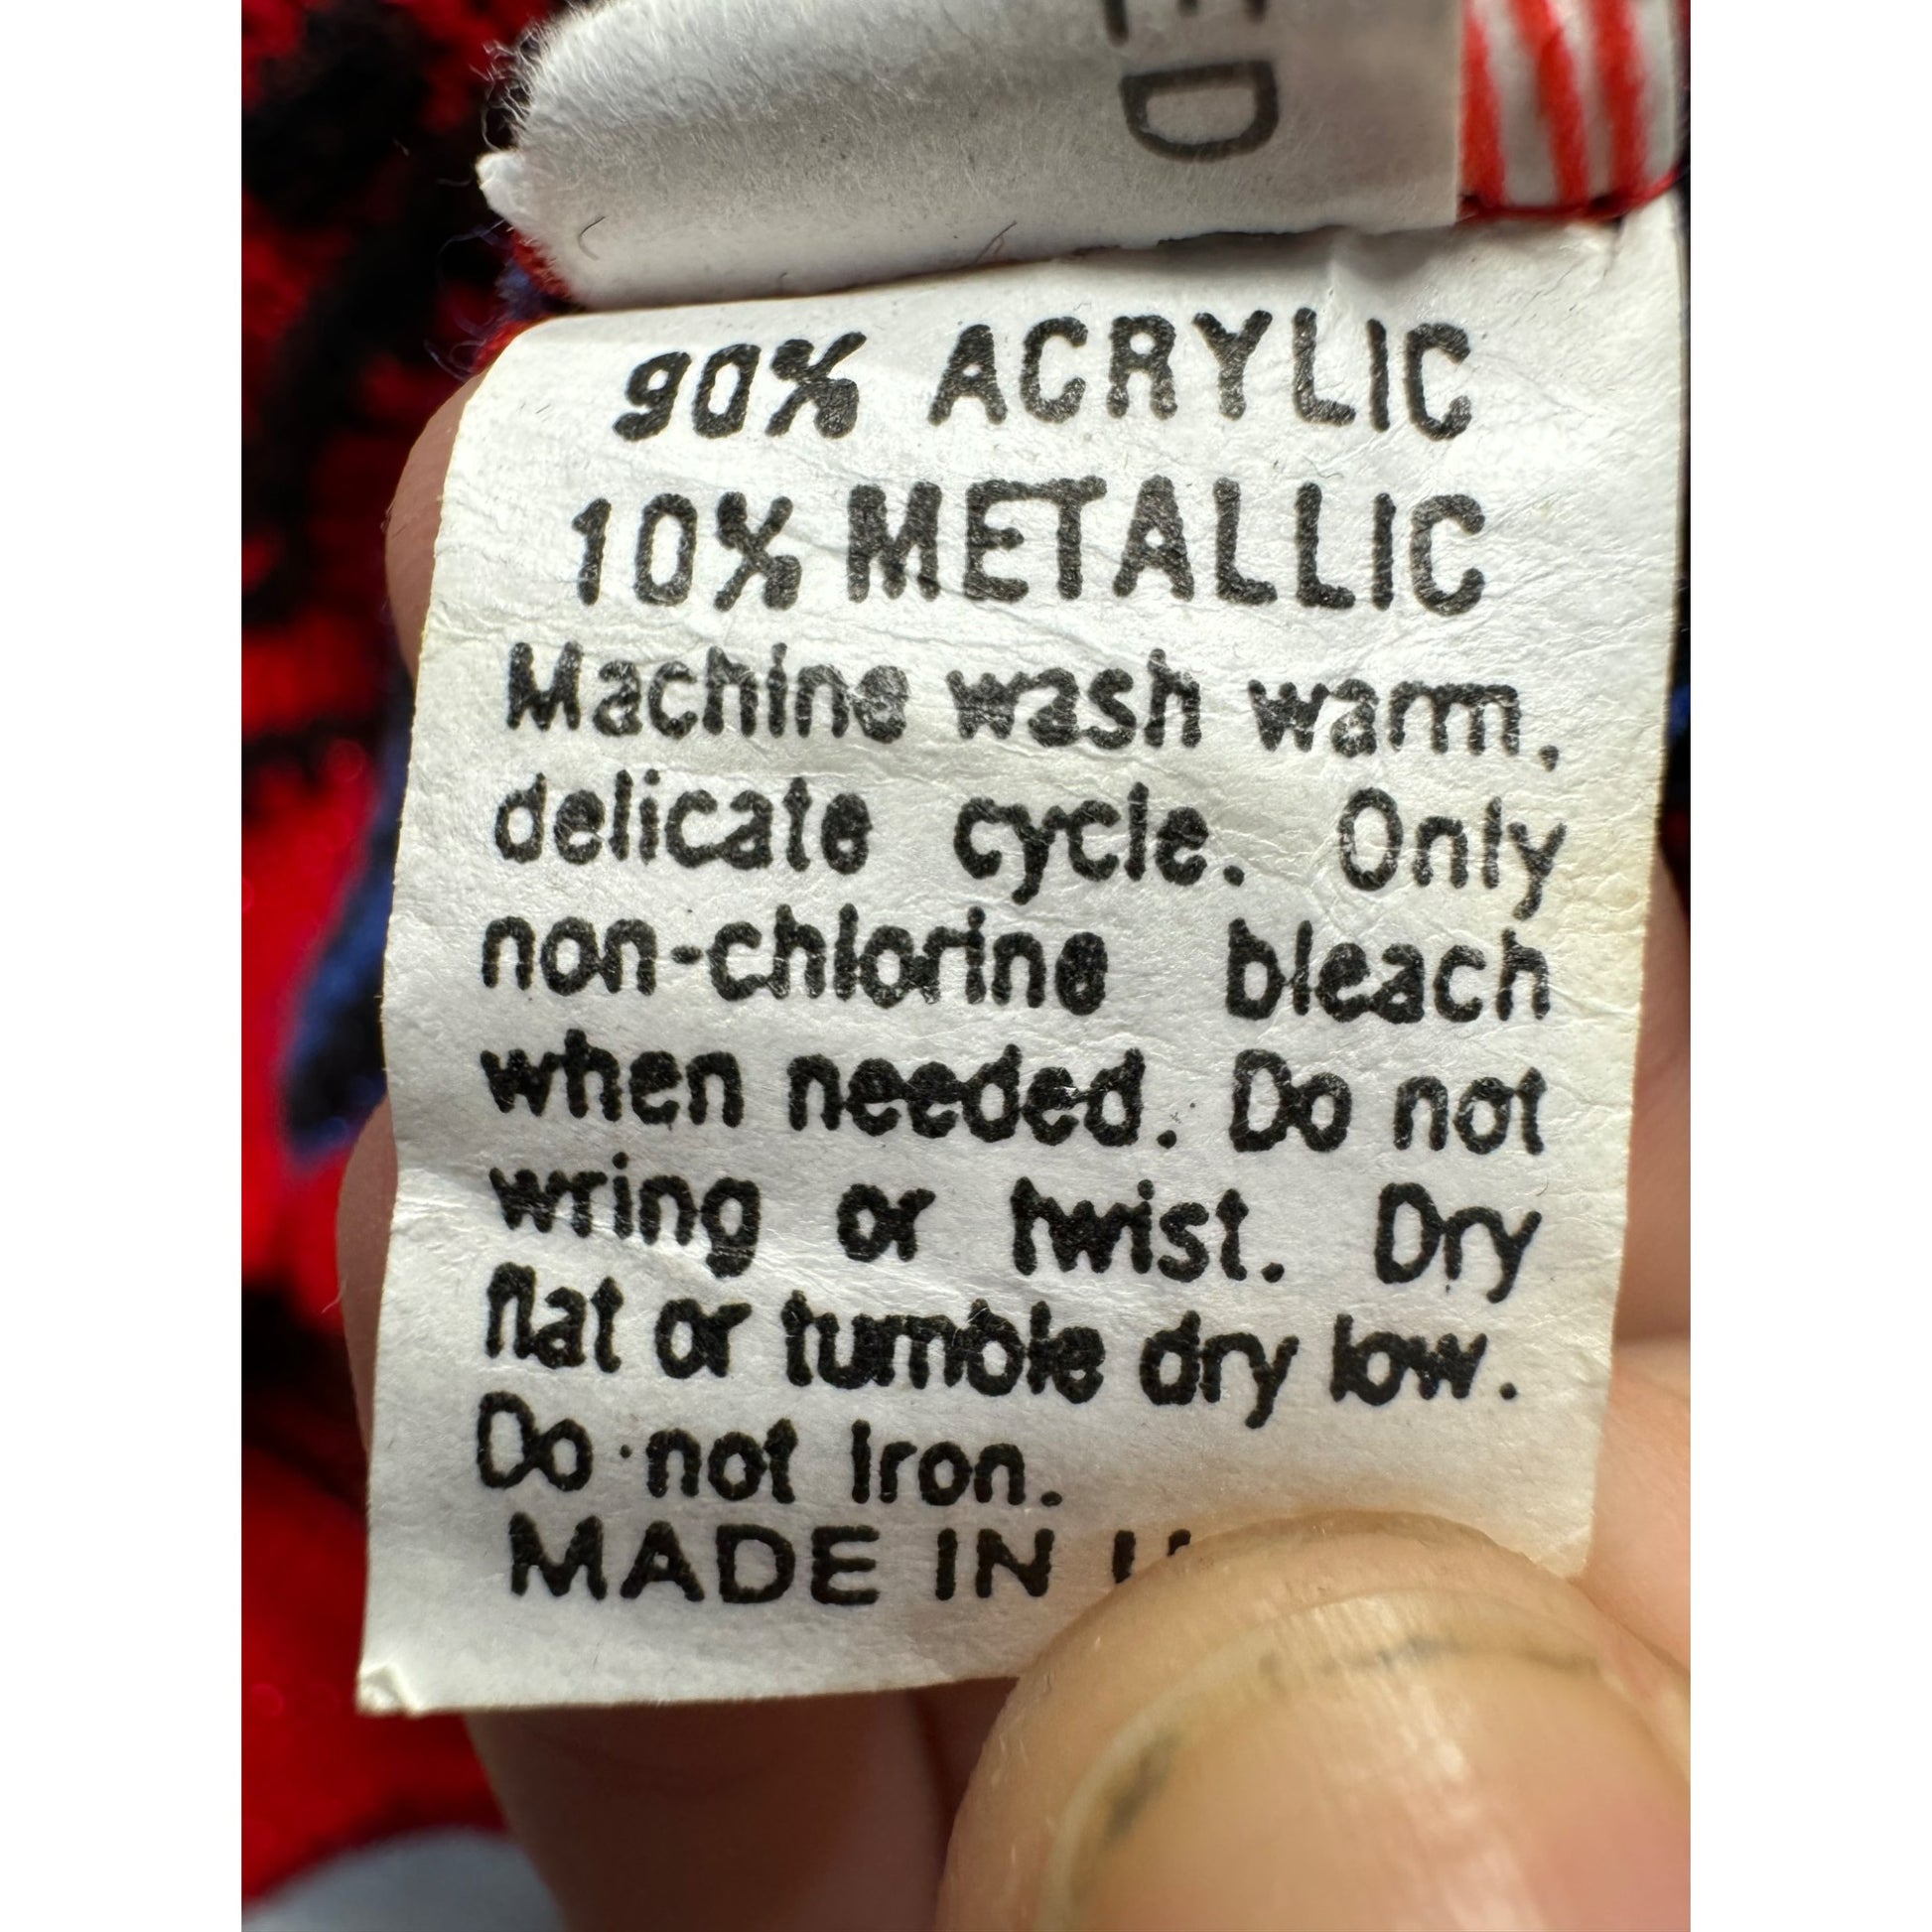 ED
90% ACRYLIC
10% METALLIC
Machine wash warm,
delicate cycle. Only
non-chlorine bleach
when needed. Do not
wring or twist. Dry
flat or tumble dry low.
Do not Iron.
MADE IN